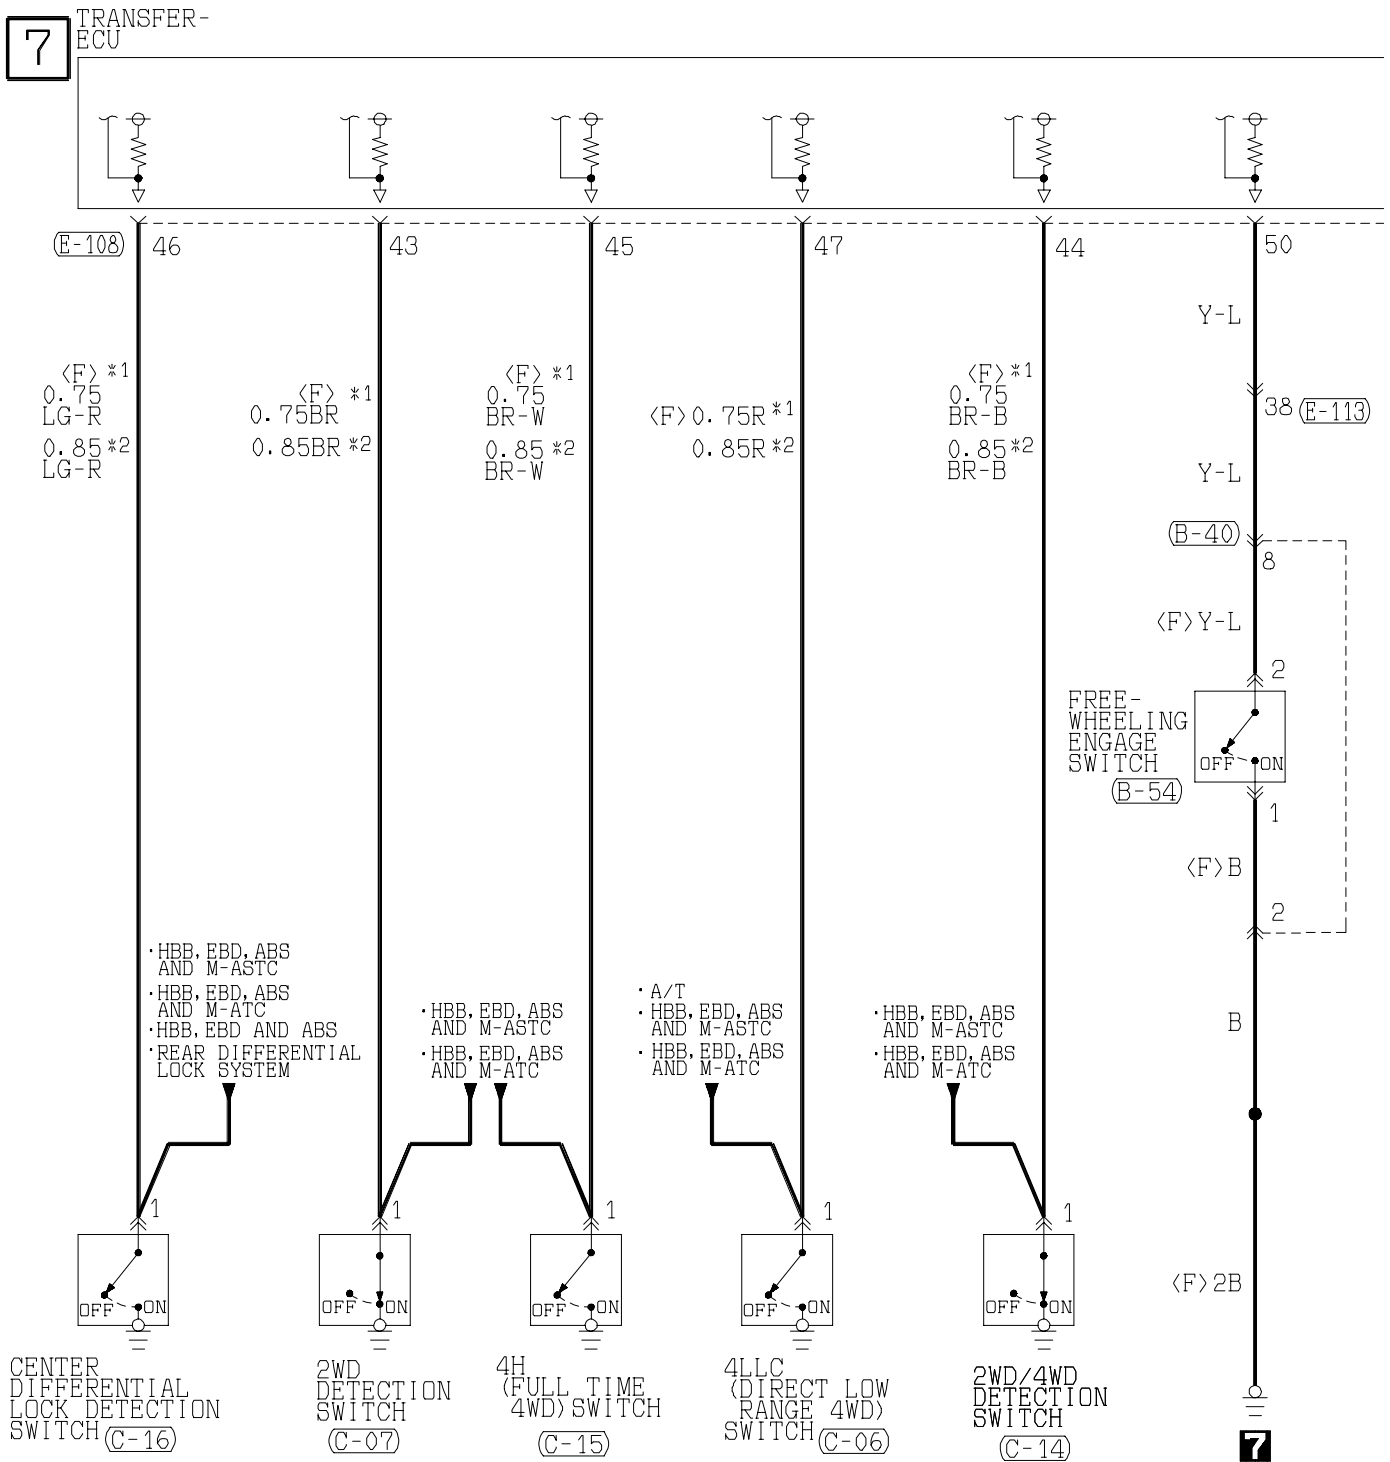 7
TRANSFER-
ECU
(E-108)
46
43
45
47
44
50
Y-L
<F>*1
0.75
LG-R
0.85*2
LG-R
<F> *1
0.75BR
0.85BR*2
<F>*1
0.75
BR-W
0.85*2
BR-W
<F>0.75R*1
0.85R*2
<F>*1
0.75
BR-B
0.85*2
BR-B
38 (E-113)
Y-L
(B-40)
8
<F>Y-L
2
FREE-
WHEELING
ENGAGE
SWITCH
(B-54)
OFF ON
1
<F>B
2
B
·HBB,EBD,ABS
AND M-ASTC
·HBB,EBD,ABS
AND M-ATC
·HBB,EBD AND ABS
·REAR DIFFERENTIAL
LOCK SYSTEM
·HBB,EBD,ABS
AND M-ASTC
·HBB,EBD,ABS
AND M-ATC
·A/T
·HBB,EBD,ABS
AND M-ASTC
·HBB,EBD,ABS
AND M-ATC
·HBB,EBD,ABS
AND M-ASTC
·HBB,EBD,ABS
AND M-ATC
1
1
1
1
1
OFF ON
OFF ON
OFF ON
OFF ON
OFF ON
<F>2B
CENTER
DIFFERENTIAL
LOCK DETECTION
SWITCH (C-16)
2WD
DETECTION
SWITCH
(C-07)
4H
(FULL TIME
4WD)SWITCH
(C-15)
4LLC
(DIRECT LOW
RANGE 4WD)
SWITCH (C-06)
2WD/4WD
DETECTION
SWITCH
(C-14)
7